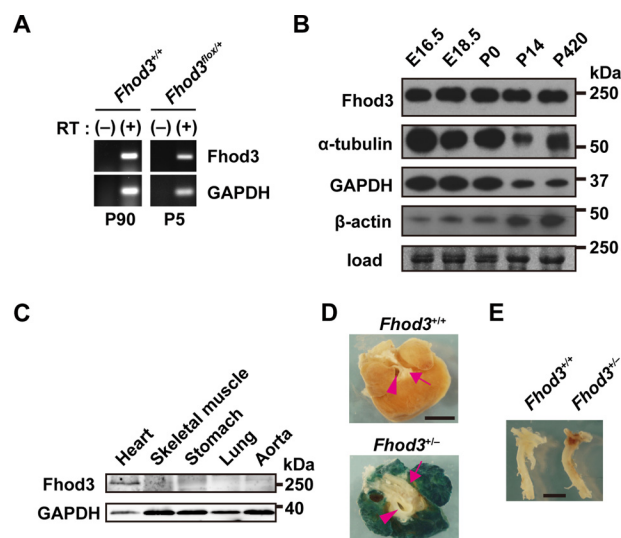 A
Fhod3+/+
Fhod3flox/+
RT : (–) (+) (–) (+)
Fhod3
GAPDH
P90 P5
B
E16.5 E18.5 P0 P14 P420
kDa
Fhod3 250
α-tubulin 50
GAPDH 37
β-actin 50
load 250
C
Heart Skeletal muscle Stomach Lung Aorta
kDa
Fhod3 250
GAPDH 40
D
Fhod3+/+
Fhod3+/–
E
Fhod3+/+
Fhod3+/–